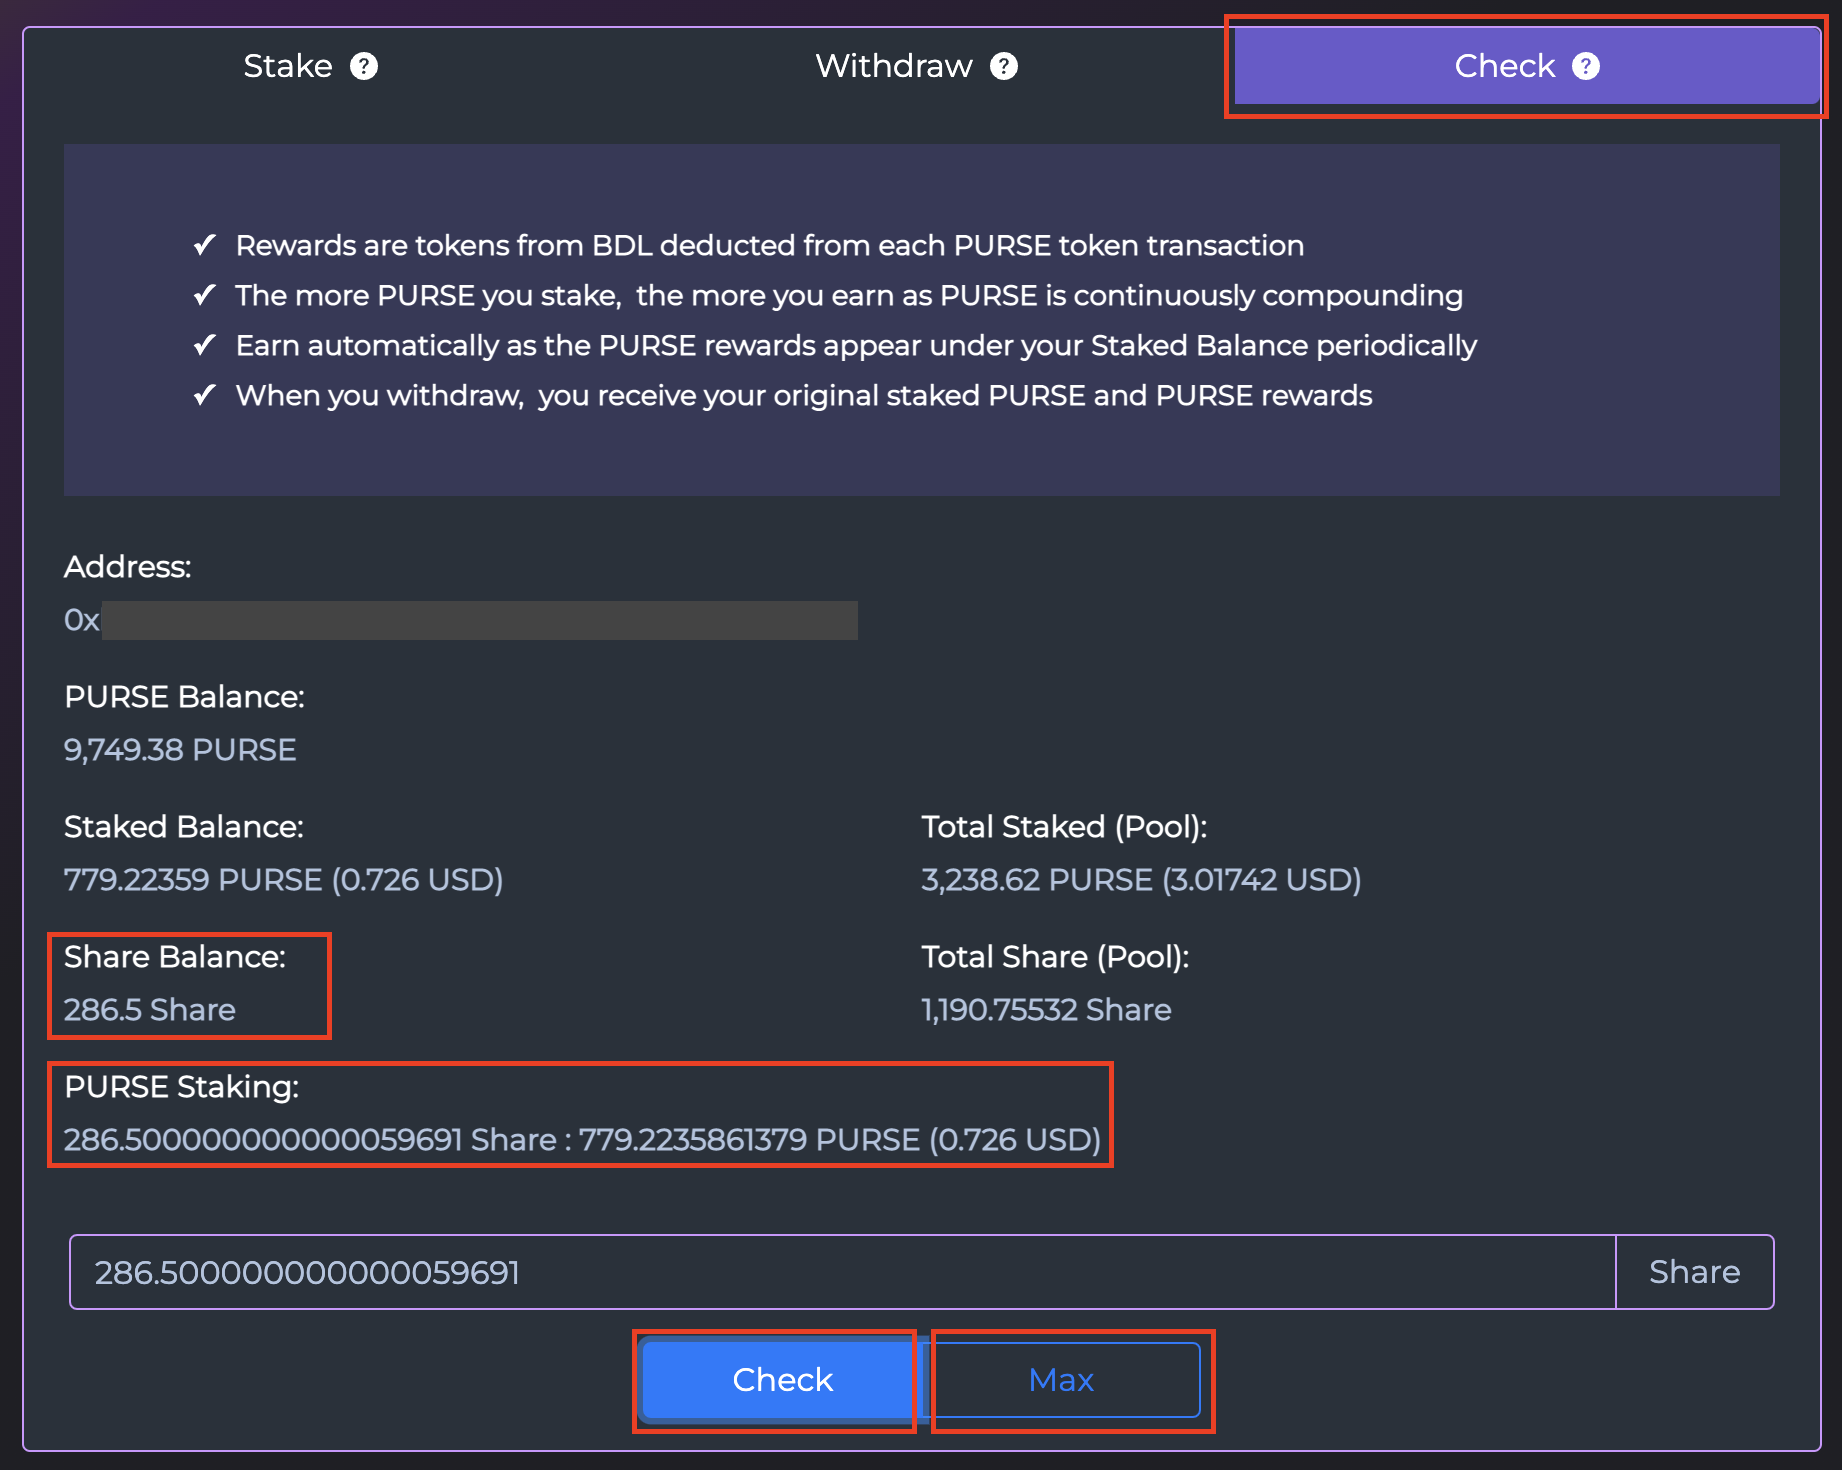 Stake ?
Withdraw ?
Check ?
✔ Rewards are tokens from BDL deducted from each PURSE token transaction
✔ The more PURSE you stake, the more you earn as PURSE is continuously compounding
✔ Earn automatically as the PURSE rewards appear under your Staked Balance periodically
✔ When you withdraw, you receive your original staked PURSE and PURSE rewards
Address:
0x
PURSE Balance:
9,749.38 PURSE
Staked Balance:
779.22359 PURSE (0.726 USD)
Total Staked (Pool):
3,238.62 PURSE (3.01742 USD)
Share Balance:
286.5 Share
Total Share (Pool):
1,190.75532 Share
PURSE Staking:
286.500000000000059691 Share : 779.2235861379 PURSE (0.726 USD)
286.500000000000059691
Share
Check
Max